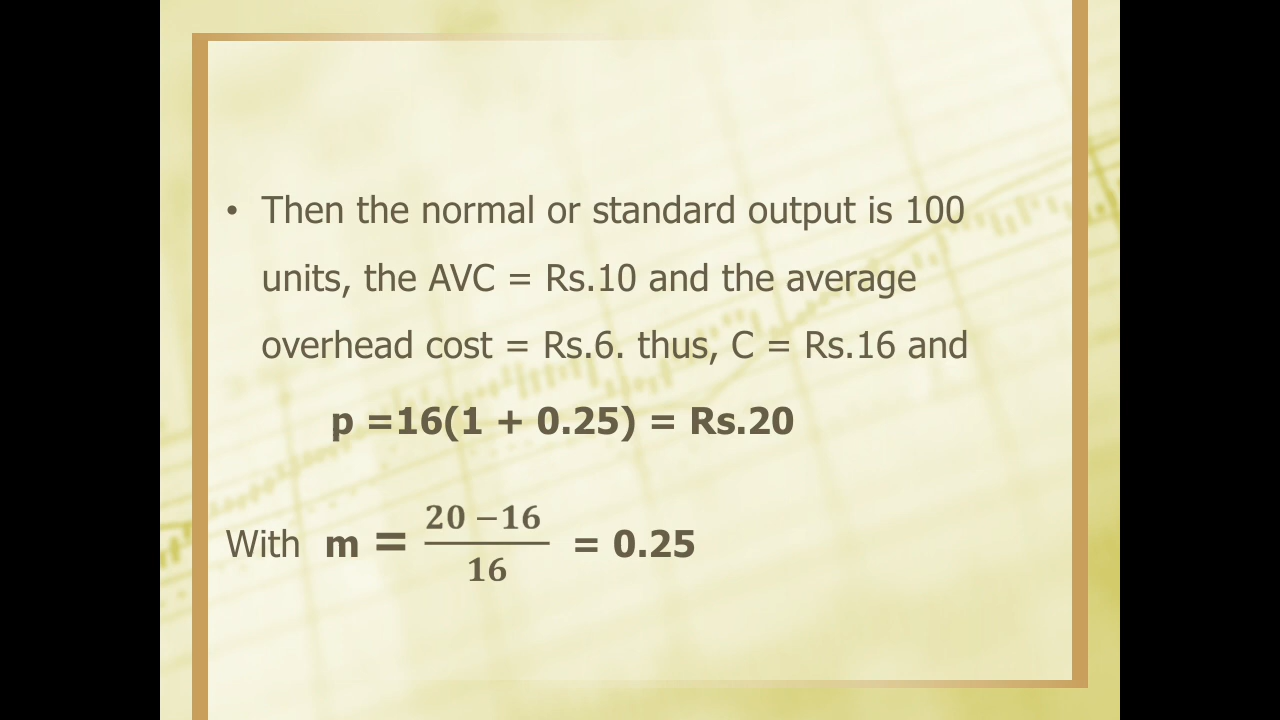 • Then the normal or standard output is 100
units, the AVC = Rs.10 and the average
overhead cost = Rs.6. thus, C = Rs.16 and
p =16(1 + 0.25) = Rs.20
With m = 20 −16 / 16 = 0.25